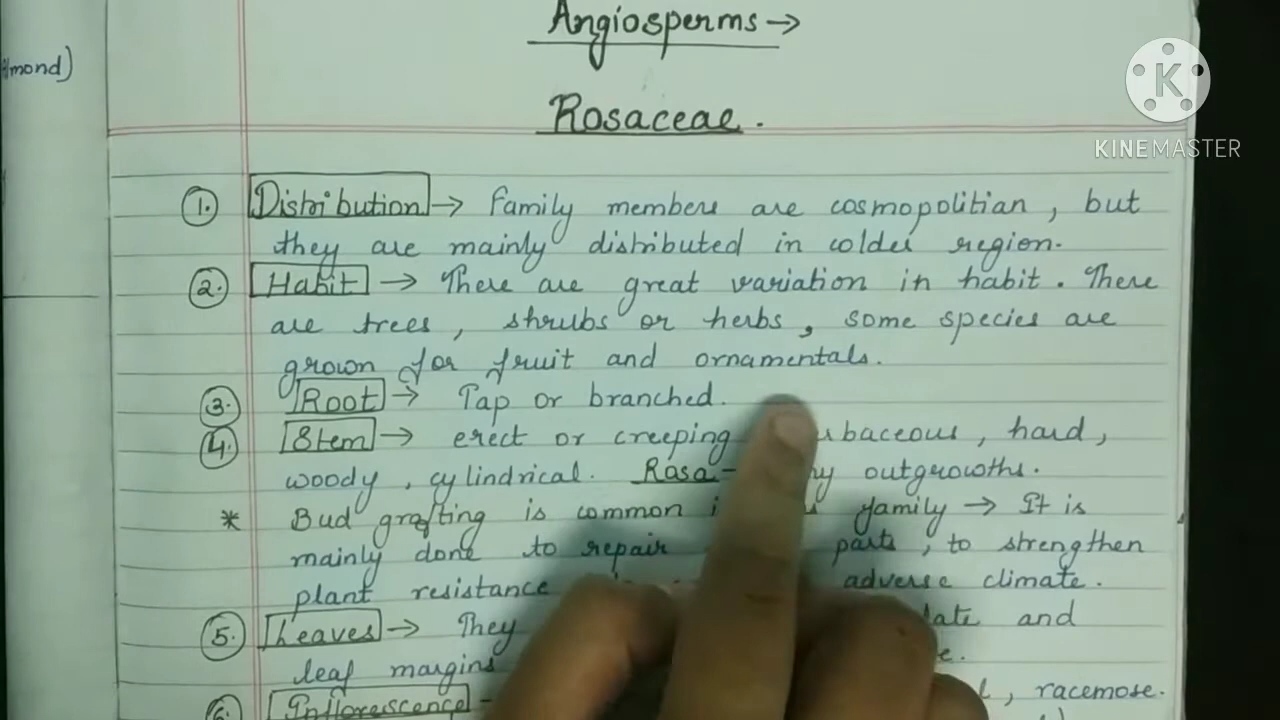 Angiosperms →
Rosaceae.
lmond)
K
KINEMASTER
1. Distribution → Family members are cosmopolitian, but
they are mainly distributed in colder region.
2. Habit → There are great variation in habit. There
are trees, shrubs or herbs, some species are
grown for fruit and ornamentals.
3. Root → Tap or branched.
4. Stem → erect or creeping baceous, hard,
woody, cylindrical. Rosa - outgrowths.
* Bud grafting is common family → It is
mainly done to repair parts, to strengthen
plant resistance adverse climate.
5. Leaves → They and
leaf margins
6. Inflorescence - , racemose.